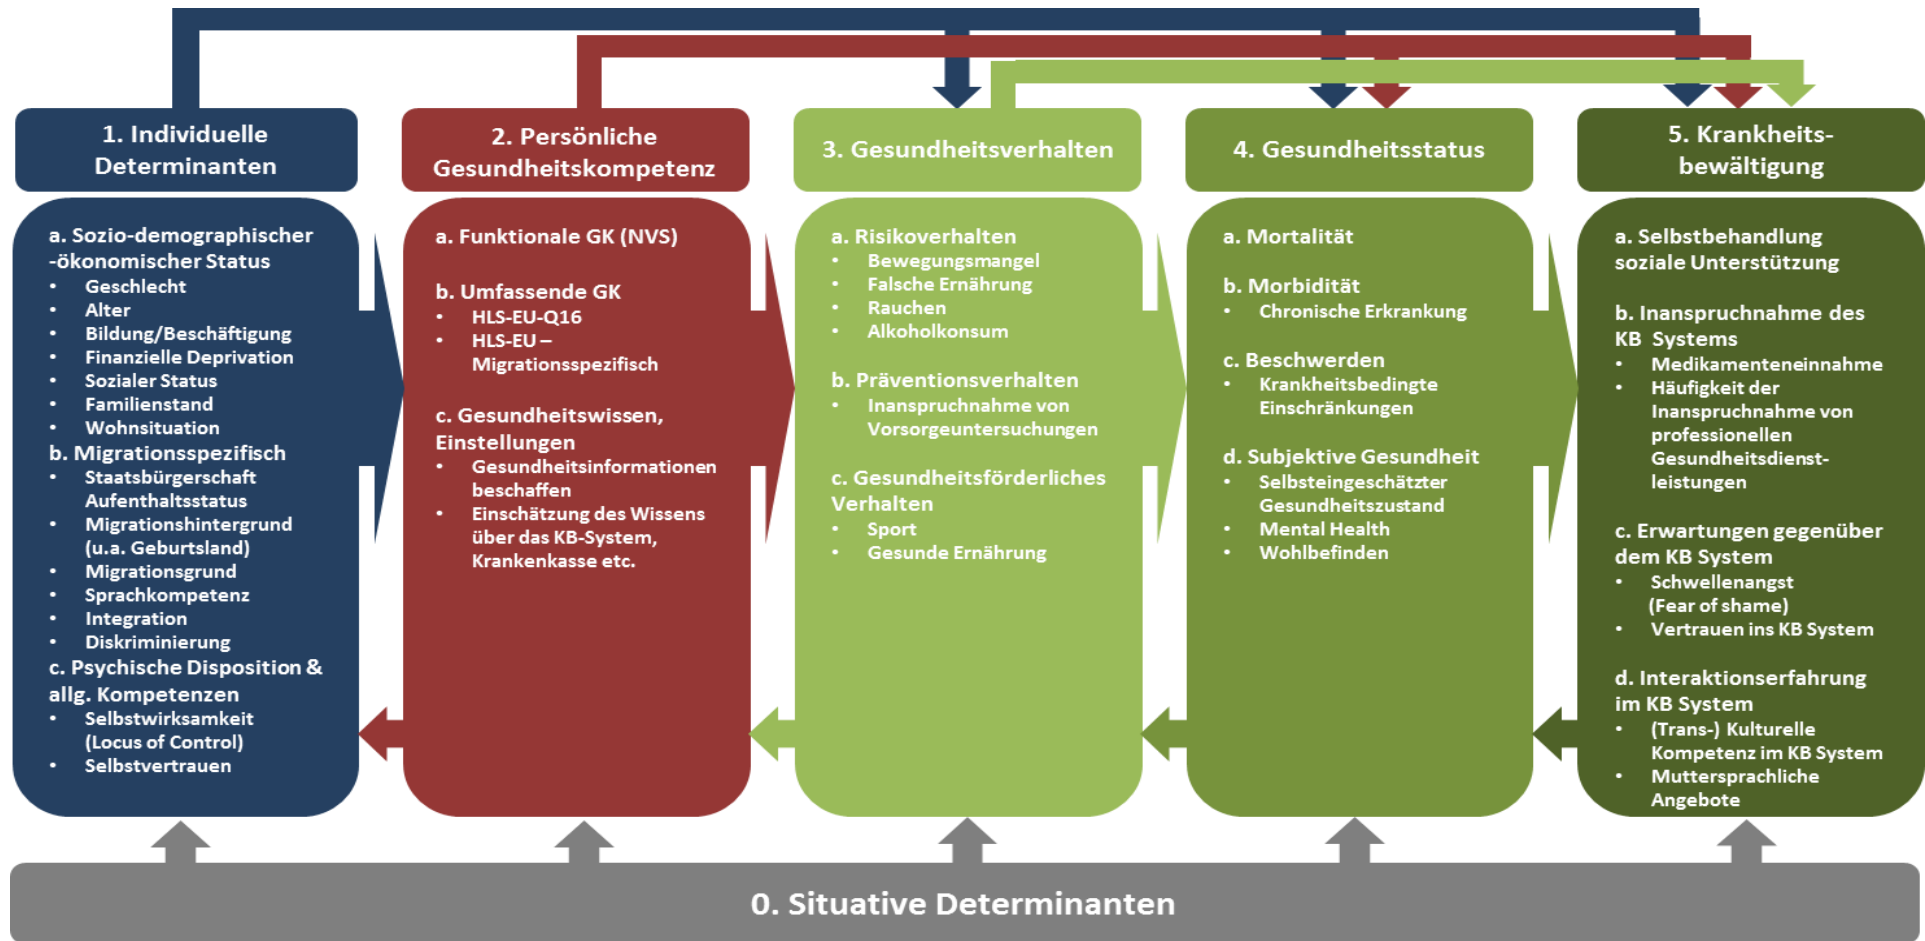 1. Individuelle
Determinanten
2. Persönliche
Gesundheitskompetenz
3. Gesundheitsverhalten
4. Gesundheitsstatus
5. Krankheits-
bewältigung
a. Sozio-demographischer
-ökonomischer Status
• Geschlecht
• Alter
• Bildung/Beschäftigung
• Finanzielle Deprivation
• Sozialer Status
• Familienstand
• Wohnsituation
b. Migrationsspezifisch
• Staatsbürgerschaft
Aufenthaltsstatus
• Migrationshintergrund
(u.a. Geburtsland)
• Migrationsgrund
• Sprachkompetenz
• Integration
• Diskriminierung
c. Psychische Disposition &
allg. Kompetenzen
• Selbstwirksamkeit
(Locus of Control)
• Selbstvertrauen
a. Funktionale GK (NVS)
b. Umfassende GK
• HLS-EU-Q16
• HLS-EU –
Migrationsspezifisch
c. Gesundheitswissen,
Einstellungen
• Gesundheitsinformationen
beschaffen
• Einschätzung des Wissens
über das KB-System,
Krankenkasse etc.
a. Risikoverhalten
• Bewegungsmangel
• Falsche Ernährung
• Rauchen
• Alkoholkonsum
b. Präventionsverhalten
• Inanspruchnahme von
Vorsorgeuntersuchungen
c. Gesundheitsförderliches
Verhalten
• Sport
• Gesunde Ernährung
a. Mortalität
b. Morbidität
• Chronische Erkrankung
c. Beschwerden
• Krankheitsbedingte
Einschränkungen
d. Subjektive Gesundheit
• Selbsteingeschätzter
Gesundheitszustand
• Mental Health
• Wohlbefinden
a. Selbstbehandlung
soziale Unterstützung
b. Inanspruchnahme des
KB Systems
• Medikamenteneinnahme
• Häufigkeit der
Inanspruchnahme von
professionellen
Gesundheitsdienst-
leistungen
c. Erwartungen gegenüber
dem KB System
• Schwellenangst
(Fear of shame)
• Vertrauen ins KB System
d. Interaktionserfahrung
im KB System
• (Trans-) Kulturelle
Kompetenz im KB System
• Muttersprachliche
Angebote
0. Situative Determinanten